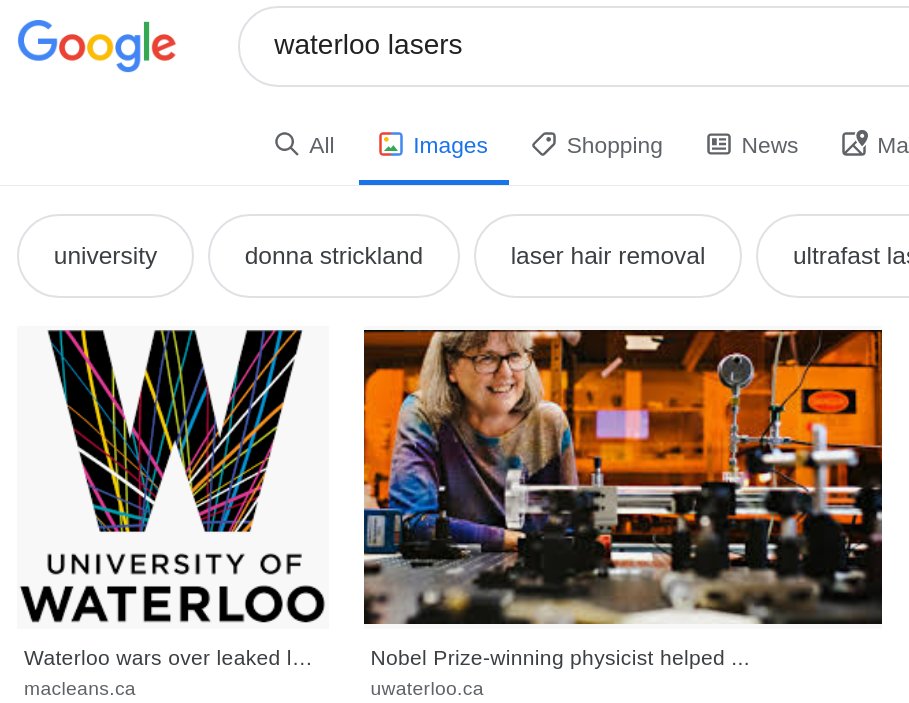 Google
waterloo lasers
All Images Shopping News Ma
university donna strickland laser hair removal ultrafast las
UNIVERSITY OF
WATERLOO
Waterloo wars over leaked l...
macleans.ca
Nobel Prize-winning physicist helped ...
uwaterloo.ca